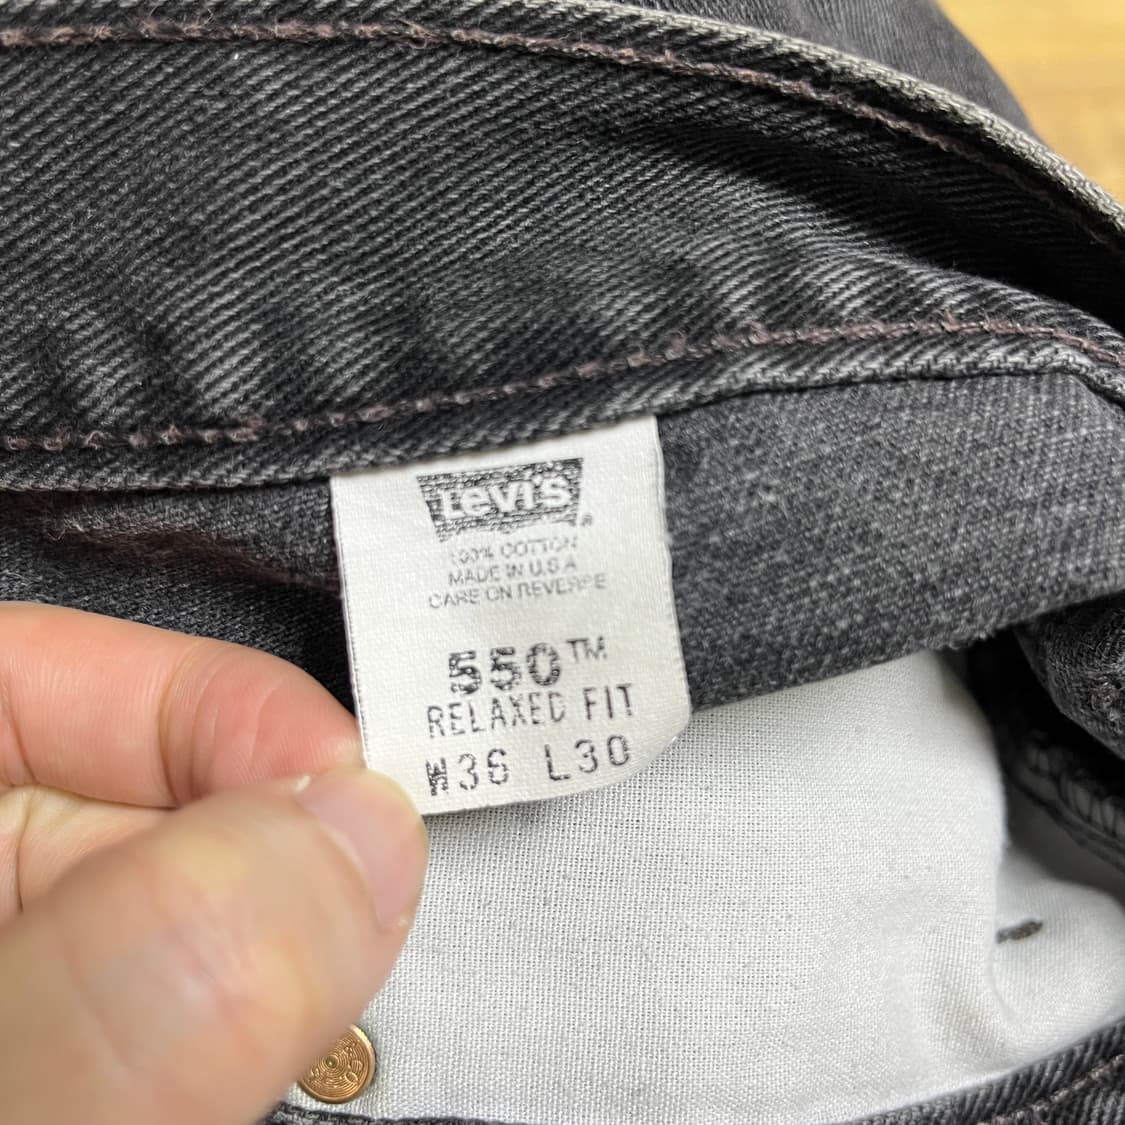 Levi's
100% COTTON
MADE IN U.S.A
CARE ON REVERSE
550™
RELAXED FIT
W36 L30